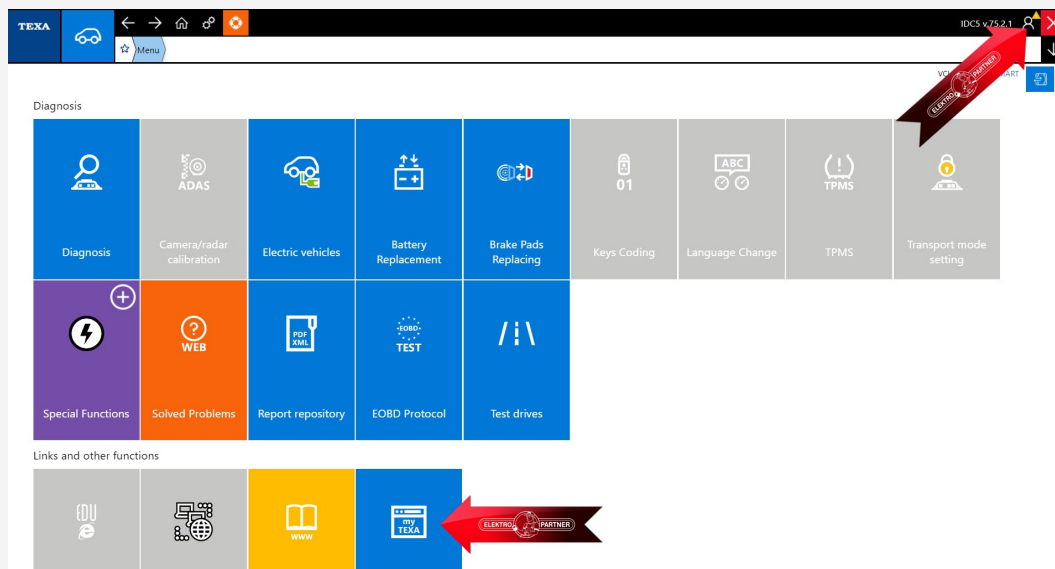 TEXA
IDC5 v.75.2.1
Menu
Diagnosis
ADAS
01
ABC
TPMS
Diagnosis
Camera/radar
calibration
Electric vehicles
Battery
Replacement
Brake Pads
Replacing
Keys Coding
Language Change
TPMS
Transport mode
setting
WEB
PDF
XML
EOBD
TEST
Special Functions
Solved Problems
Report repository
EOBD Protocol
Test drives
Links and other functions
EDU
WWW
my
TEXA
ELEKTRO PARTNER
ELEKTRO PARTNER